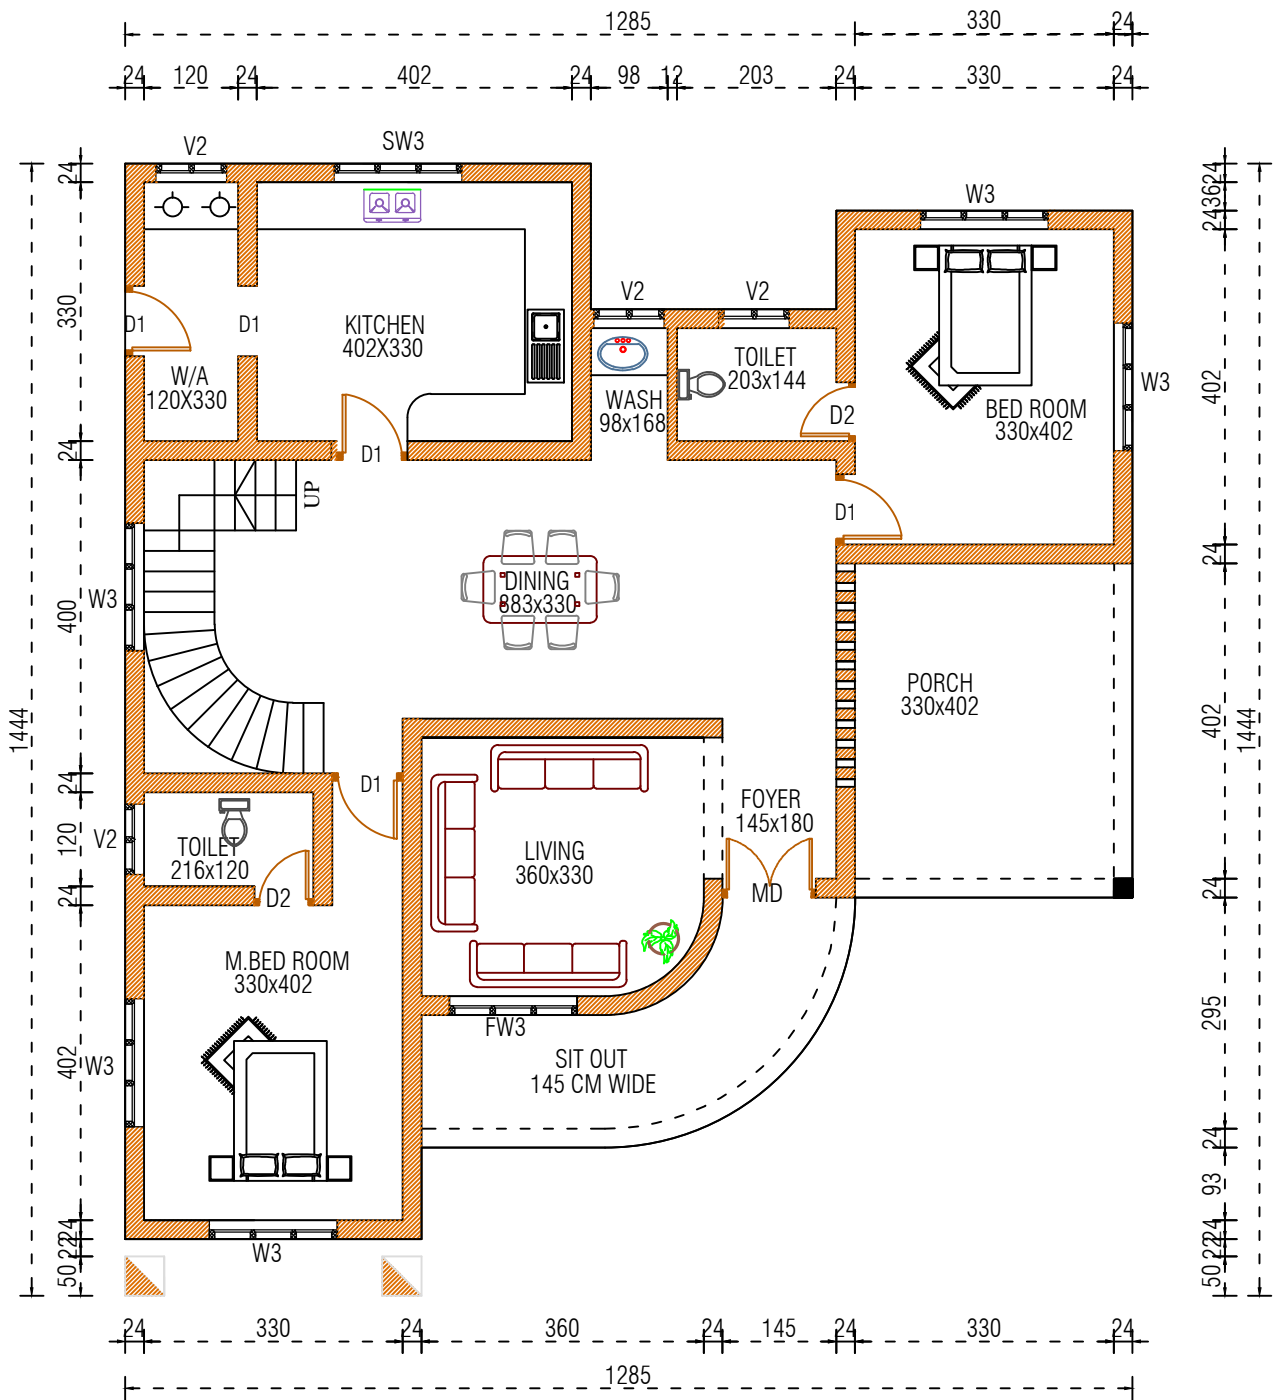 1285
330
24
24
120
24
402
24
98
12
203
24
330
24
V2
SW3
W3
V2
V2
D1
D1
KITCHEN
402X330
W/A
120X330
TOILET
203x144
WASH
98x168
D2
BED ROOM
330x402
W3
D1
D1
UP
DINING
883x330
W3
PORCH
330x402
D1
FOYER
145x180
V2
TOILET
216x120
LIVING
360x330
D2
MD
M.BED ROOM
330x402
FW3
SIT OUT
145 CM WIDE
W3
W3
1444
24
330
24
400
24
120
24
402
24
22
50
24
36
24
402
24
402
24
295
24
93
24
22
50
1444
24
330
24
360
24
145
24
330
24
1285